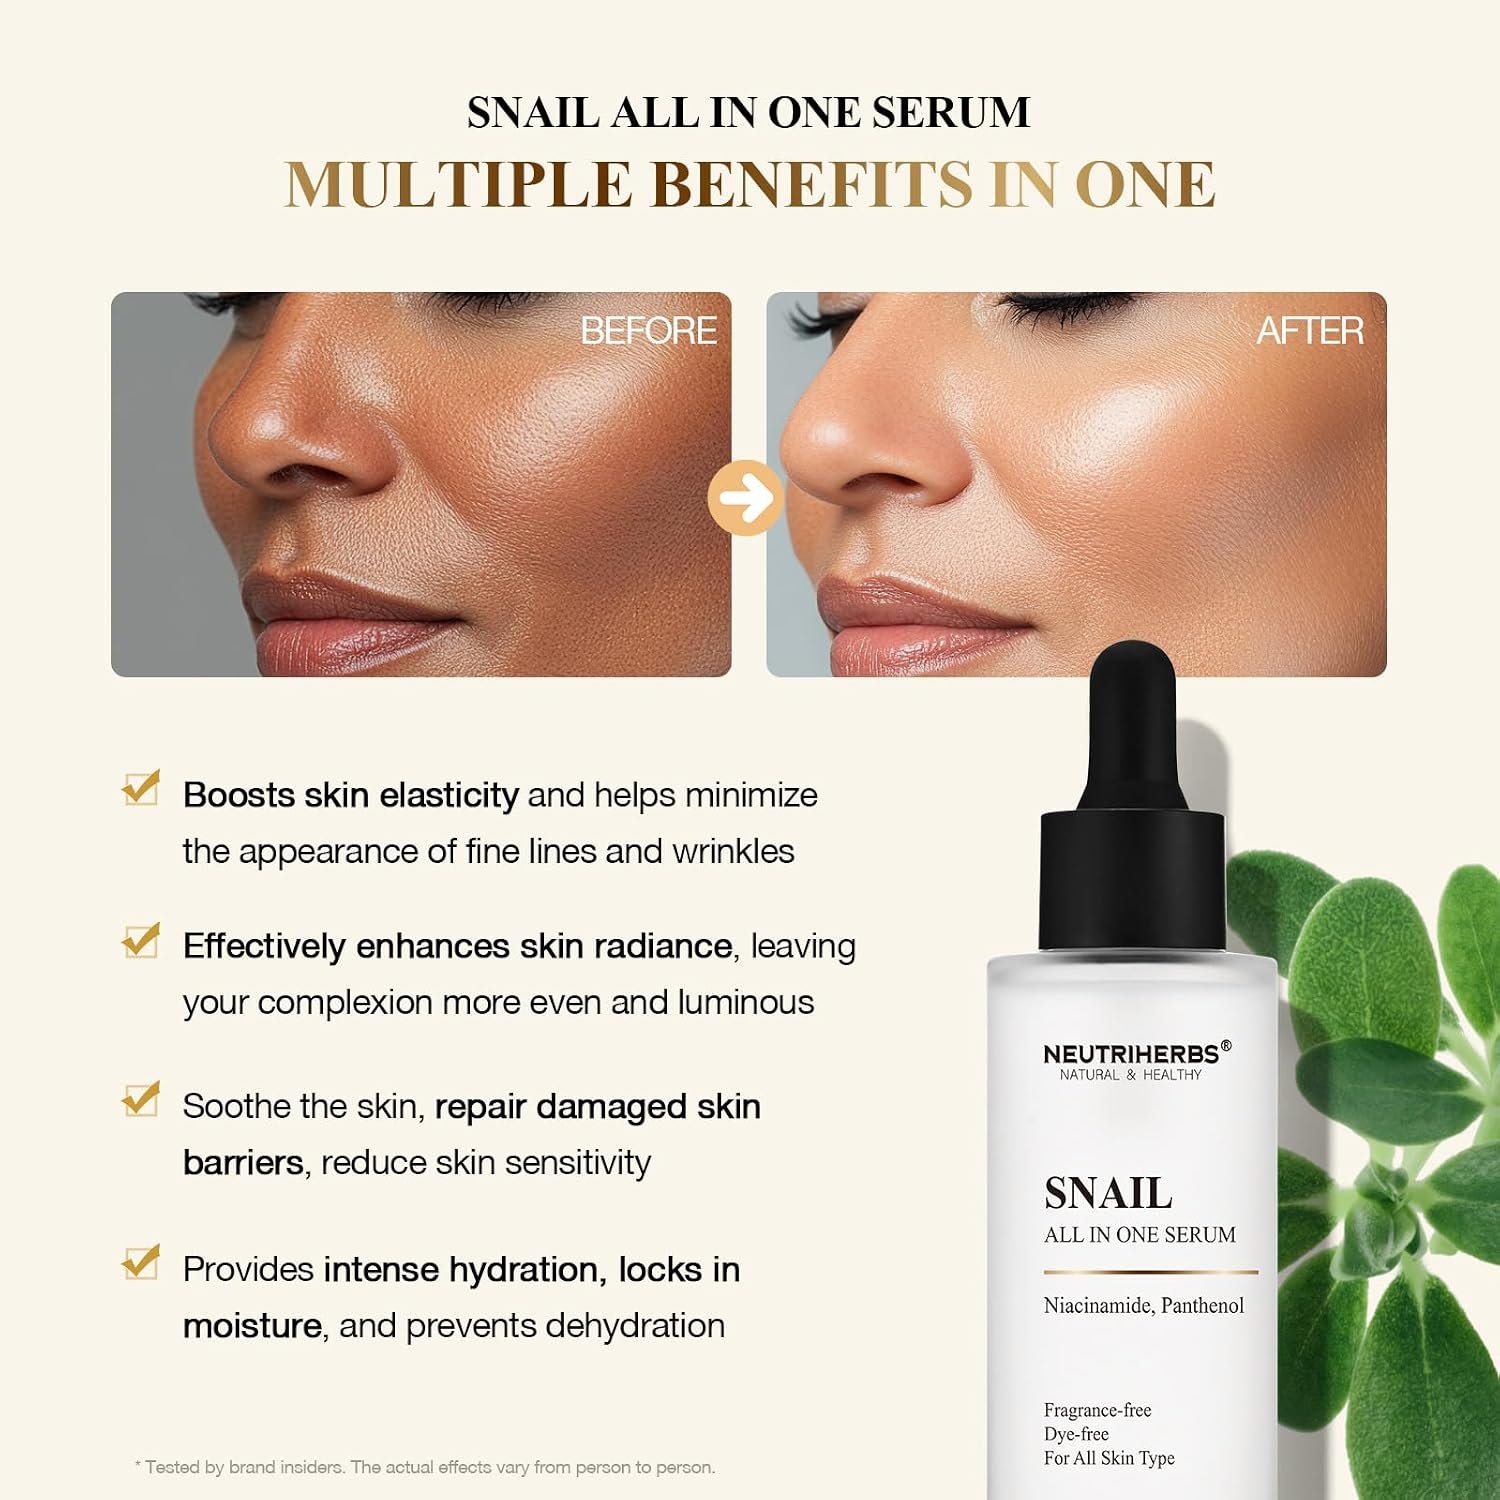 SNAIL ALL IN ONE SERUM
MULTIPLE BENEFITS IN ONE
BEFORE
AFTER
Boosts skin elasticity and helps minimize
the appearance of fine lines and wrinkles
Effectively enhances skin radiance, leaving
your complexion more even and luminous
Soothe the skin, repair damaged skin
barriers, reduce skin sensitivity
Provides intense hydration, locks in
moisture, and prevents dehydration
NEUTRIHERBS®
NATURAL & HEALTHY
SNAIL
ALL IN ONE SERUM
Niacinamide, Panthenol
Fragrance-free
Dye-free
For All Skin Type
* Tested by brand insiders. The actual effects vary from person to person.